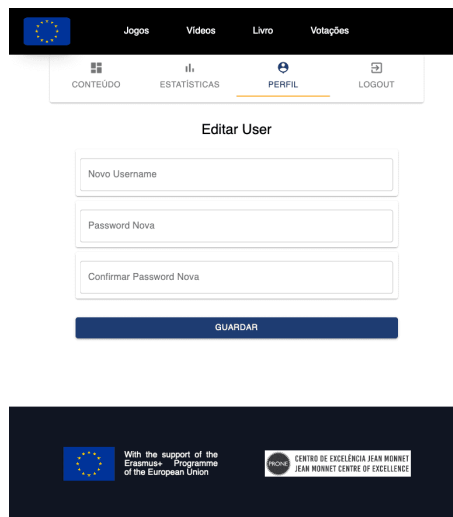 Jogos Vídeos Livro Votações
CONTEÚDO ESTATÍSTICAS PERFIL LOGOUT
Editar User
Novo Username
Password Nova
Confirmar Password Nova
GUARDAR
With the support of the
Erasmus+ Programme
of the European Union
PRONE
CENTRO DE EXCELÊNCIA JEAN MONNET
JEAN MONNET CENTRE OF EXCELLENCE